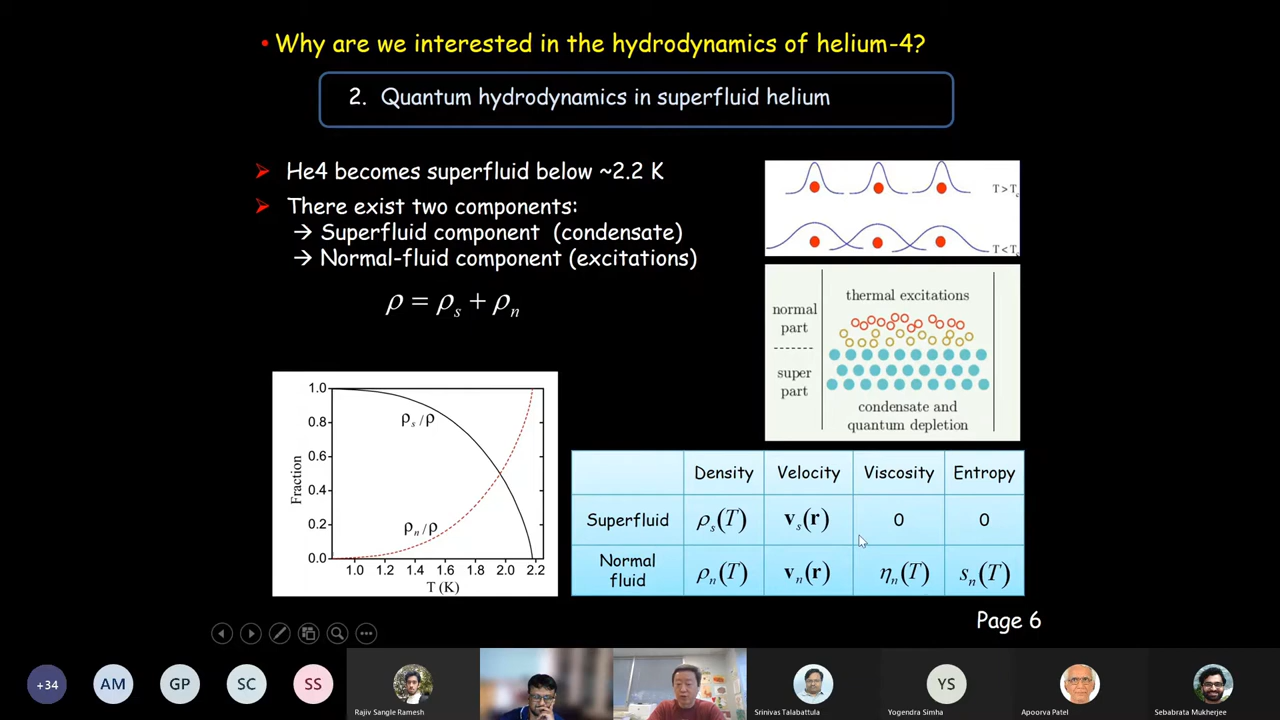 • Why are we interested in the hydrodynamics of helium-4?
2. Quantum hydrodynamics in superfluid helium
➢ He4 becomes superfluid below ~2.2 K
➢ There exist two components:
→ Superfluid component (condensate)
→ Normal-fluid component (excitations)
ρ = ρs + ρn
T > Tc
T < Tc
thermal excitations
normal
part
super
part
condensate and
quantum depletion
1.0
0.8
0.6
0.4
0.2
0.0
Fraction
ρs/ρ
ρn/ρ
1.0 1.2 1.4 1.6 1.8 2.0 2.2
T (K)
Density Velocity Viscosity Entropy
Superfluid ρs(T) vs(r) 0 0
Normal
fluid ρn(T) vn(r) ηn(T) sn(T)
Page 6
+34 AM GP SC SS YS
Rajiv Sangle Ramesh Srinivas Talabattula Yogendra Simha Apoorva Patel Sebabrata Mukherjee